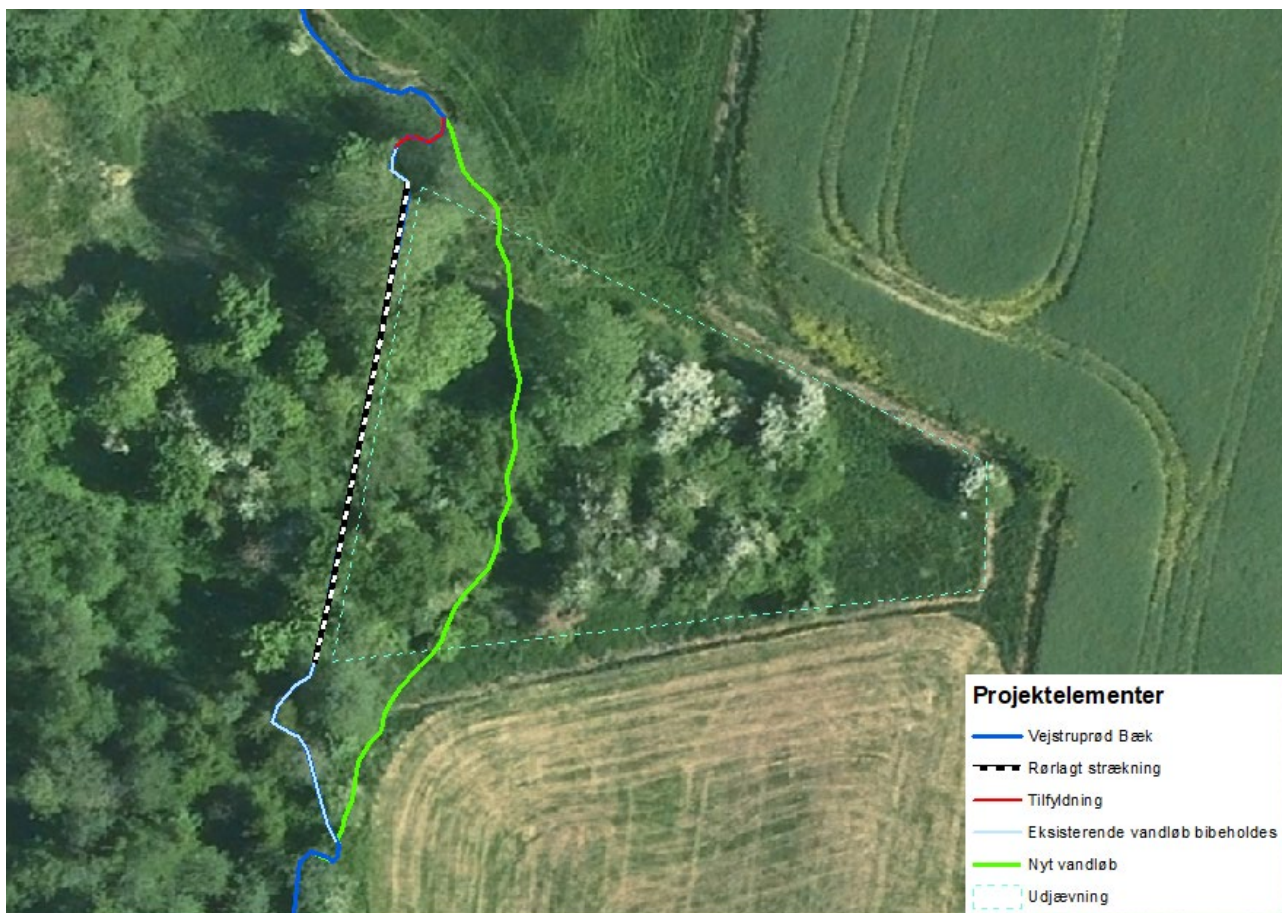 Projektelementer
Vejstruprød Bæk
Rørlagt strækning
Tilfyldning
Eksisterende vandløb bibeholdes
Nyt vandløb
Udjævning